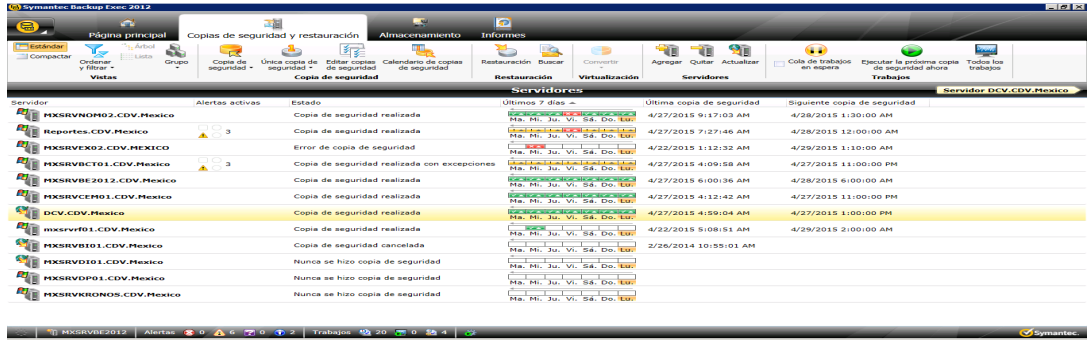 Symantec Backup Exec 2012
Página principal Copias de seguridad y restauración Almacenamiento Informes
Estándar Compactar Ordenar y filtrar Árbol Lista Grupo Copia de seguridad Única copia de seguridad Editar copias de seguridad Calendario de copias de seguridad Restauración Buscar Convertir Agregar Quitar Actualizar Cola de trabajos en espera Ejecutar la próxima copia de seguridad ahora Todos los trabajos
Vistas Copia de seguridad Restauración Virtualización Servidores Trabajos
Servidores Servidor DCV.CDV.Mexico
Servidor Alertas activas Estado Últimos 7 días Última copia de seguridad Siguiente copia de seguridad
MXSRVNOM02.CDV.Mexico Copia de seguridad realizada Ma. Mi. Ju. Vi. Sá. Do. Lu. 4/27/2015 9:17:03 AM 4/28/2015 1:30:00 AM
Reportes.CDV.Mexico 3 Copia de seguridad realizada Ma. Mi. Ju. Vi. Sá. Do. Lu. 4/27/2015 7:27:46 AM 4/28/2015 12:00:00 AM
MXSRVEX02.CDV.MEXICO Error de copia de seguridad Ma. Mi. Ju. Vi. Sá. Do. Lu. 4/22/2015 1:12:32 AM 4/29/2015 1:10:00 AM
MXSRVBCT01.CDV.Mexico 3 Copia de seguridad realizada con excepciones Ma. Mi. Ju. Vi. Sá. Do. Lu. 4/27/2015 4:09:58 AM 4/27/2015 11:00:00 PM
MXSRVBE2012.CDV.Mexico Copia de seguridad realizada Ma. Mi. Ju. Vi. Sá. Do. Lu. 4/27/2015 6:00:36 AM 4/28/2015 6:00:00 AM
MXSRVCEM01.CDV.Mexico Copia de seguridad realizada Ma. Mi. Ju. Vi. Sá. Do. Lu. 4/27/2015 4:12:42 AM 4/27/2015 11:00:00 PM
DCV.CDV.Mexico Copia de seguridad realizada Ma. Mi. Ju. Vi. Sá. Do. Lu. 4/27/2015 4:59:04 AM 4/27/2015 1:00:00 PM
mxsrvrf01.CDV.Mexico Copia de seguridad realizada Ma. Mi. Ju. Vi. Sá. Do. Lu. 4/22/2015 5:08:51 AM 4/29/2015 2:00:00 AM
MXSRVBI01.CDV.Mexico Copia de seguridad cancelada Ma. Mi. Ju. Vi. Sá. Do. Lu. 2/26/2014 10:55:01 AM
MXSRVDI01.CDV.Mexico Nunca se hizo copia de seguridad Ma. Mi. Ju. Vi. Sá. Do. Lu.
MXSRVDP01.CDV.Mexico Nunca se hizo copia de seguridad Ma. Mi. Ju. Vi. Sá. Do. Lu.
MXSRVKRONOS.CDV.Mexico Nunca se hizo copia de seguridad Ma. Mi. Ju. Vi. Sá. Do. Lu.
MXSRVBE2012 Alertas 0 6 0 2 Trabajos 20 0 4 Symantec.